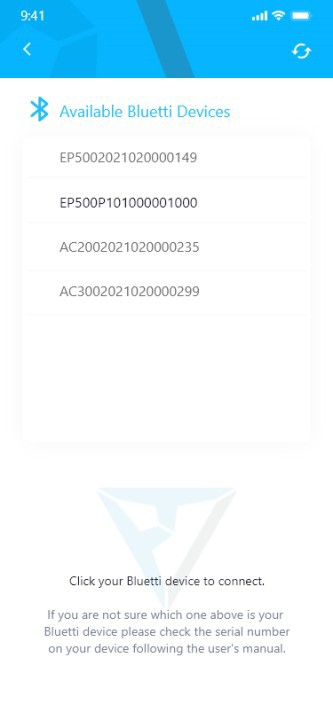 9:41
Available Bluetti Devices
EP5002021020000149
EP500P101000001000
AC2002021020000235
AC3002021020000299
Click your Bluetti device to connect.
If you are not sure which one above is your
Bluetti device please check the serial number
on your device following the user's manual.